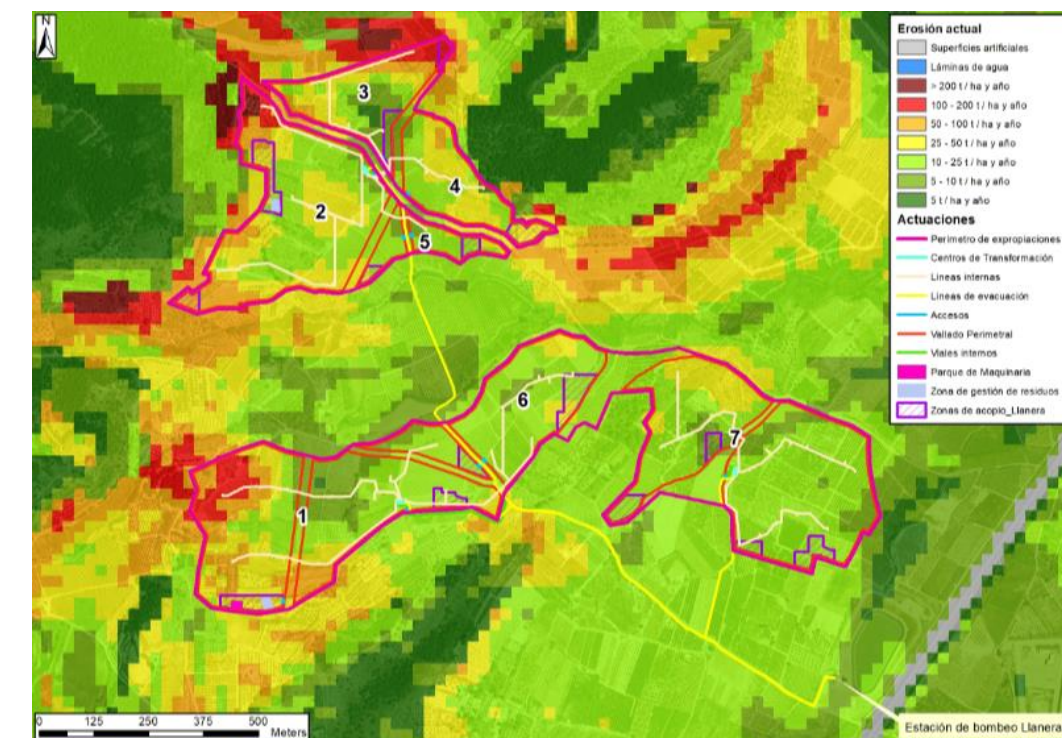 N
Erosión actual
Superficies artificiales
Láminas de agua
> 200 t / ha y año
100 - 200 t / ha y año
50 - 100 t / ha y año
25 - 50 t / ha y año
10 - 25 t / ha y año
5 - 10 t / ha y año
5 t / ha y año
Actuaciones
Perimetro de expropiaciones
Centros de Transformación
Líneas internas
Líneas de evacuación
Accesos
Vallado Perimetral
Viales internos
Parque de Maquinaria
Zona de gestión de residuos
Zonas de acopio_Llanera
3
4
2
5
6
7
1
0 125 250 375 500
Meters
Estación de bombeo Llanera